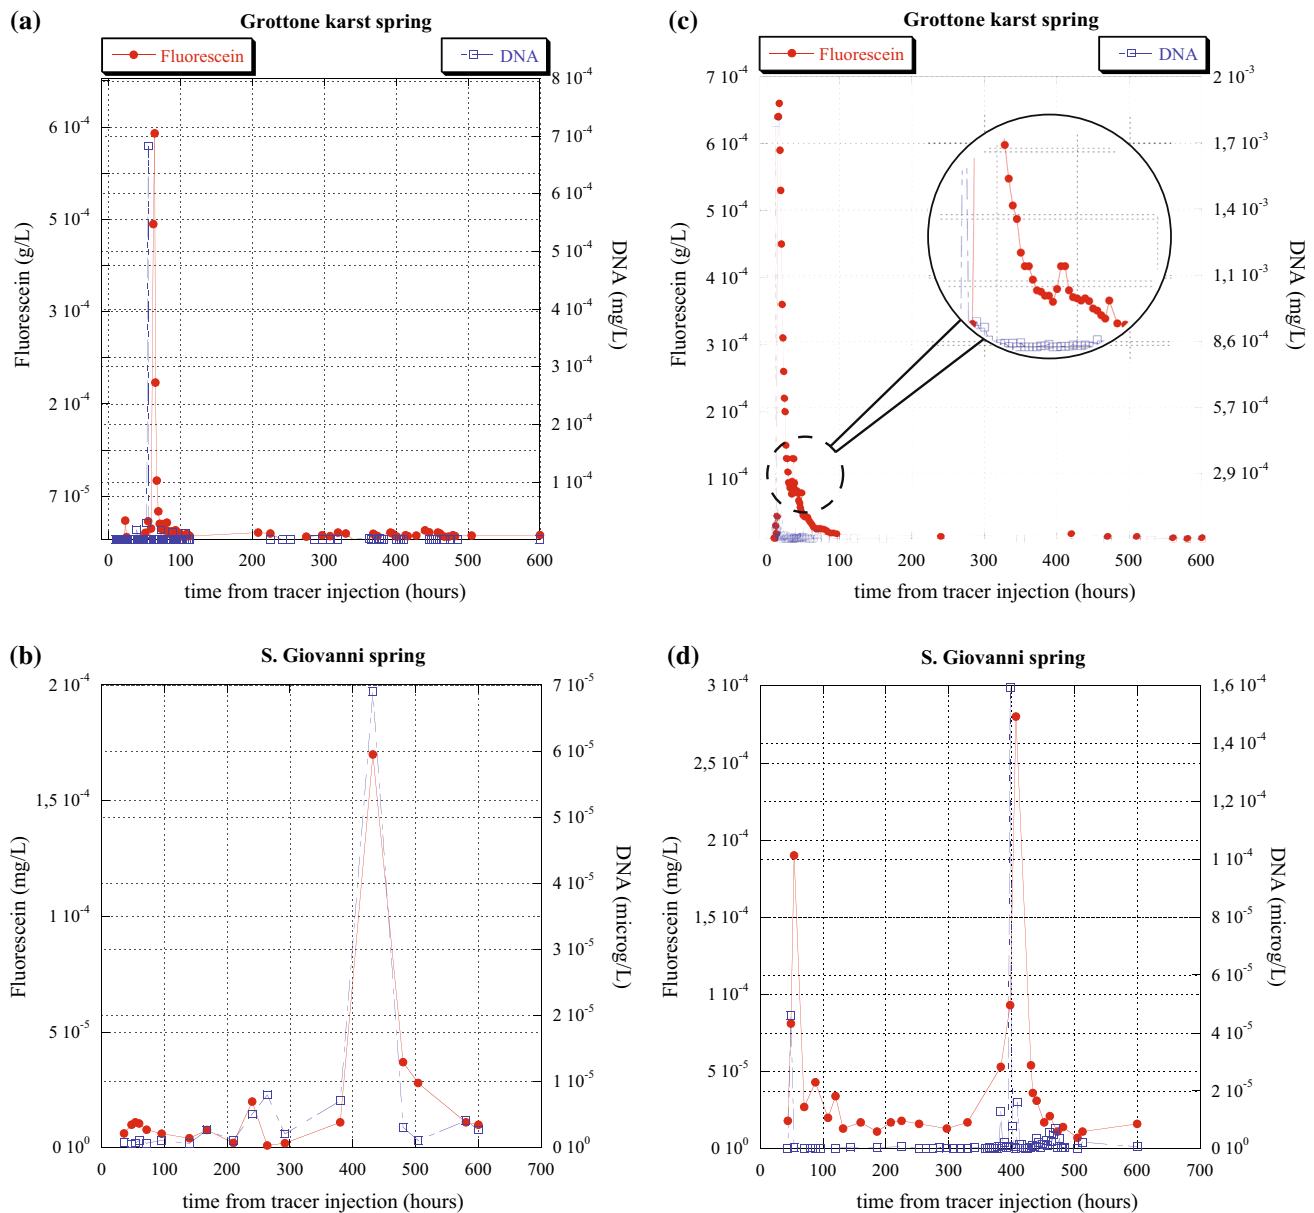 (a)
Grottone karst spring
Fluorescein
DNA
6 10⁻⁴
5 10⁻⁴
3 10⁻⁴
2 10⁻⁴
7 10⁻⁵
Fluorescein (g/L)
8 10⁻⁴
7 10⁻⁴
6 10⁻⁴
5 10⁻⁴
4 10⁻⁴
3 10⁻⁴
2 10⁻⁴
1 10⁻⁴
0
DNA (mg/L)
0 100 200 300 400 500 600
time from tracer injection (hours)
(c)
Grottone karst spring
Fluorescein
DNA
7 10⁻⁴
6 10⁻⁴
5 10⁻⁴
4 10⁻⁴
3 10⁻⁴
2 10⁻⁴
1 10⁻⁴
Fluorescein (g/L)
2 10⁻³
1,7 10⁻³
1,4 10⁻³
1,1 10⁻³
8,6 10⁻⁴
5,7 10⁻⁴
2,9 10⁻⁴
0
DNA (mg/L)
0 100 200 300 400 500 600
time from tracer injection (hours)
(b)
S. Giovanni spring
2 10⁻⁴
1,5 10⁻⁴
1 10⁻⁴
5 10⁻⁵
0 10⁰
Fluorescein (mg/L)
7 10⁻⁵
6 10⁻⁵
5 10⁻⁵
4 10⁻⁵
3 10⁻⁵
2 10⁻⁵
1 10⁻⁵
0 10⁰
DNA (microg/L)
0 100 200 300 400 500 600 700
time from tracer injection (hours)
(d)
S. Giovanni spring
3 10⁻⁴
2,5 10⁻⁴
2 10⁻⁴
1,5 10⁻⁴
1 10⁻⁴
5 10⁻⁵
0 10⁰
Fluorescein (mg/L)
1,6 10⁻⁴
1,4 10⁻⁴
1,2 10⁻⁴
1 10⁻⁴
8 10⁻⁵
6 10⁻⁵
4 10⁻⁵
2 10⁻⁵
0 10⁰
DNA (microg/L)
0 100 200 300 400 500 600 700
time from tracer injection (hours)